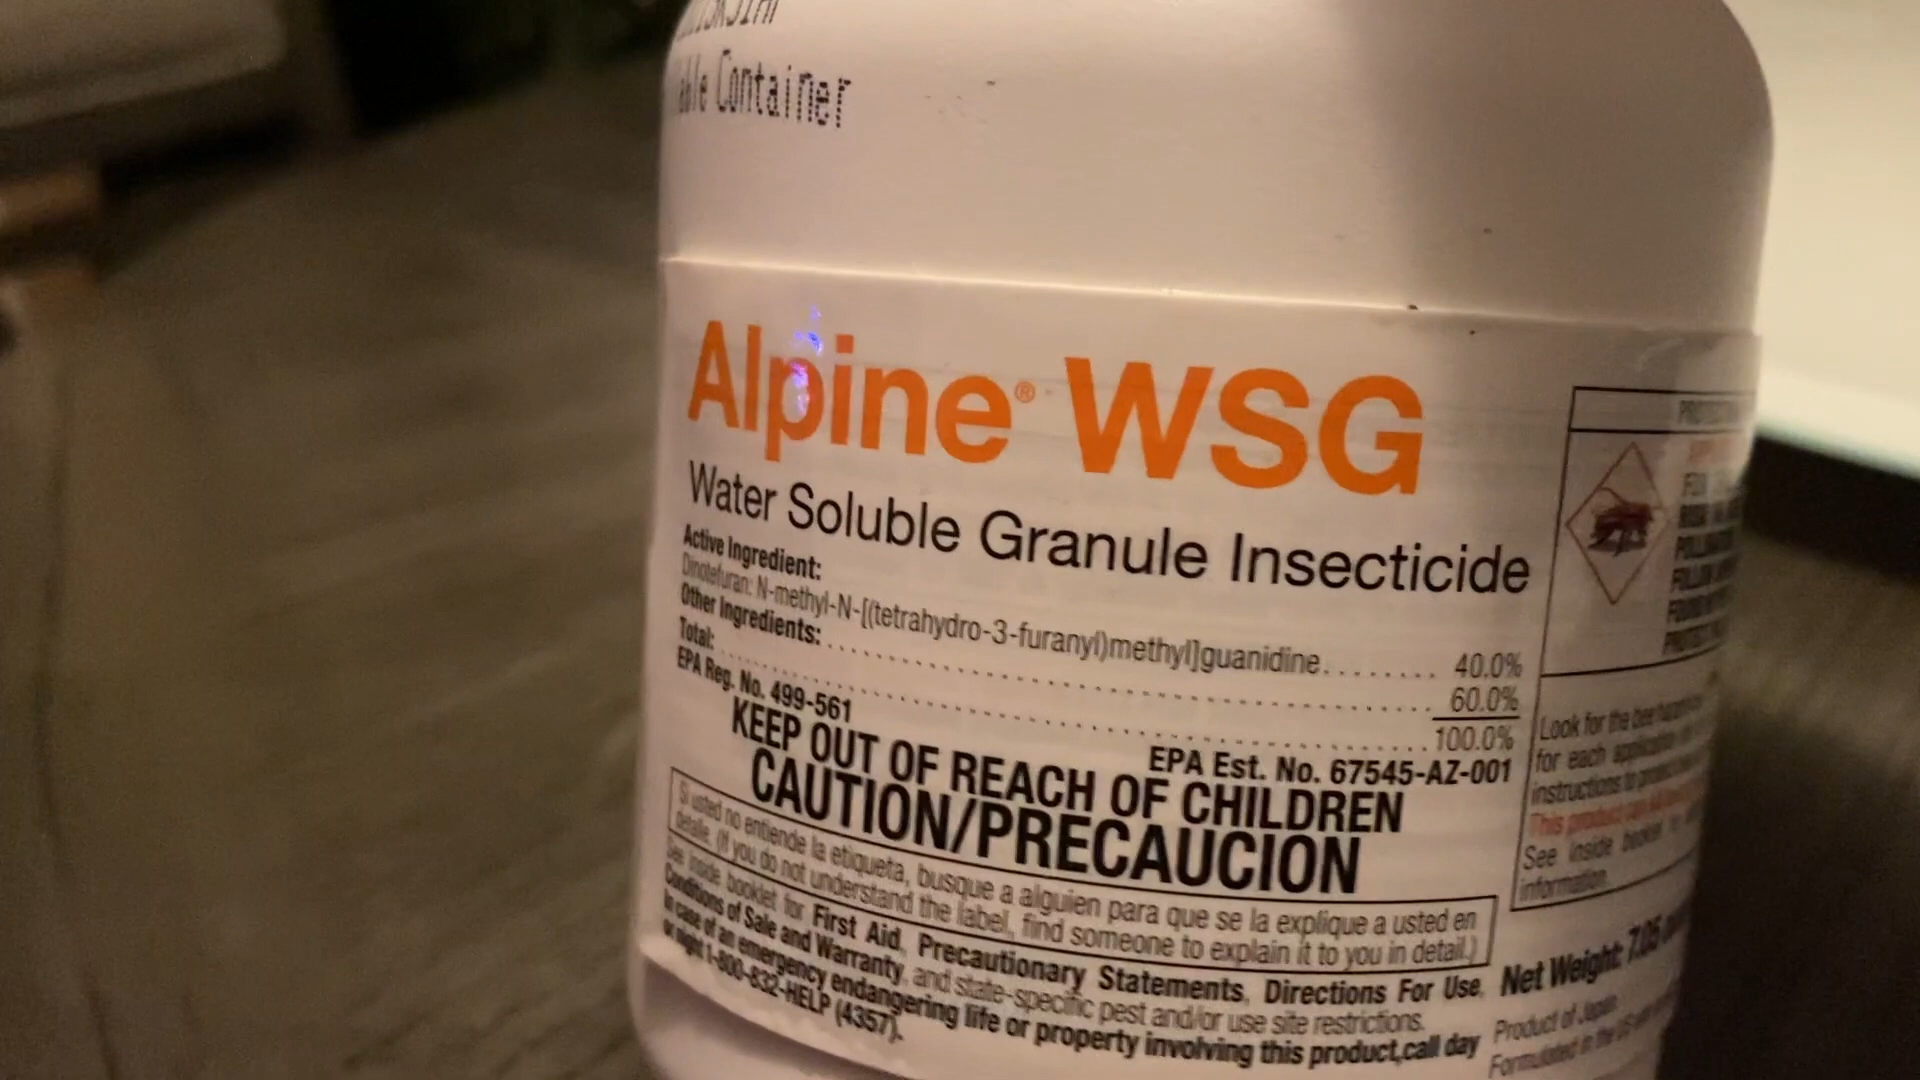 Container
Alpine® WSG
Water Soluble Granule Insecticide
Active Ingredient:
Dinotefuran: N-methyl-N-[(tetrahydro-3-furanyl)methyl]guanidine........ 40.0%
Other Ingredients: ........ 60.0%
Total: ........ 100.0%
EPA Reg. No. 499-561
EPA Est. No. 67545-AZ-001
KEEP OUT OF REACH OF CHILDREN
CAUTION/PRECAUCION
Si usted no entiende la etiqueta, busque a alguien para que se la explique a usted en
detalle. (If you do not understand the label, find someone to explain it to you in detail.)
See inside booklet for First Aid, Precautionary Statements, Directions For Use,
Conditions of Sale and Warranty, and state-specific pest and/or use site restrictions.
In case of an emergency endangering life or property involving this product, call day
or night 1-800-832-HELP (4357).
Look for the bee
for each application
instructions to
This product can
See inside booklet
information.
Net Weight: 7.05
Product of Japan
Formulated in the US